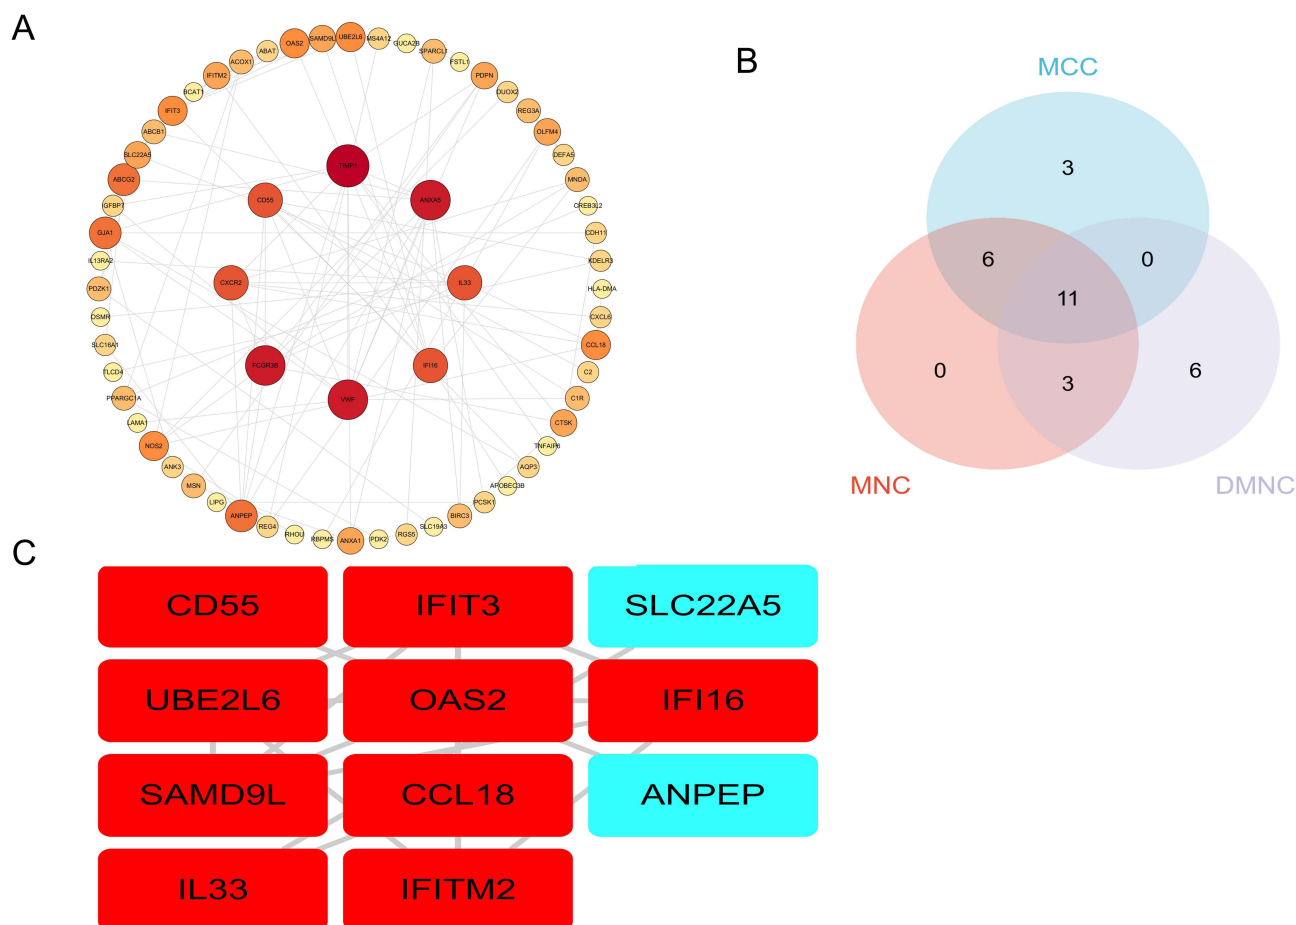 A
OAS2
SAMD9L
UBE2L6
MS4A12
GUCA2B
SPARCL1
FSTL1
PDPN
DUOX2
REG3A
OLFM4
DEFA5
MNDA
CREB3L2
CDH11
KDELR3
HLA-DMA
CXCL6
CCL18
C2
C1R
CTSK
TNFAIP6
AQP3
APOBEC3B
PCSK1
BIRC3
SLC19A3
RGS5
PDK2
ANXA1
RBPMS
RHOU
REG4
ANPEP
LIPG
MSN
ANK3
NOS2
LAMA1
PPARGC1A
TLCD4
SLC16A1
OSMR
PDZK1
IL13RA2
GJA1
IGFBP7
ABCG2
SLC22A5
ABCB1
IFIT3
BCAT1
IFITM2
ACOX1
ABAT
TIMP1
ANXA5
IL33
IFI16
VWF
FCGR3B
CXCR2
CD55
B
MCC
3
6
0
11
0
3
6
MNC
DMNC
C
CD55
IFIT3
SLC22A5
UBE2L6
OAS2
IFI16
SAMD9L
CCL18
ANPEP
IL33
IFITM2